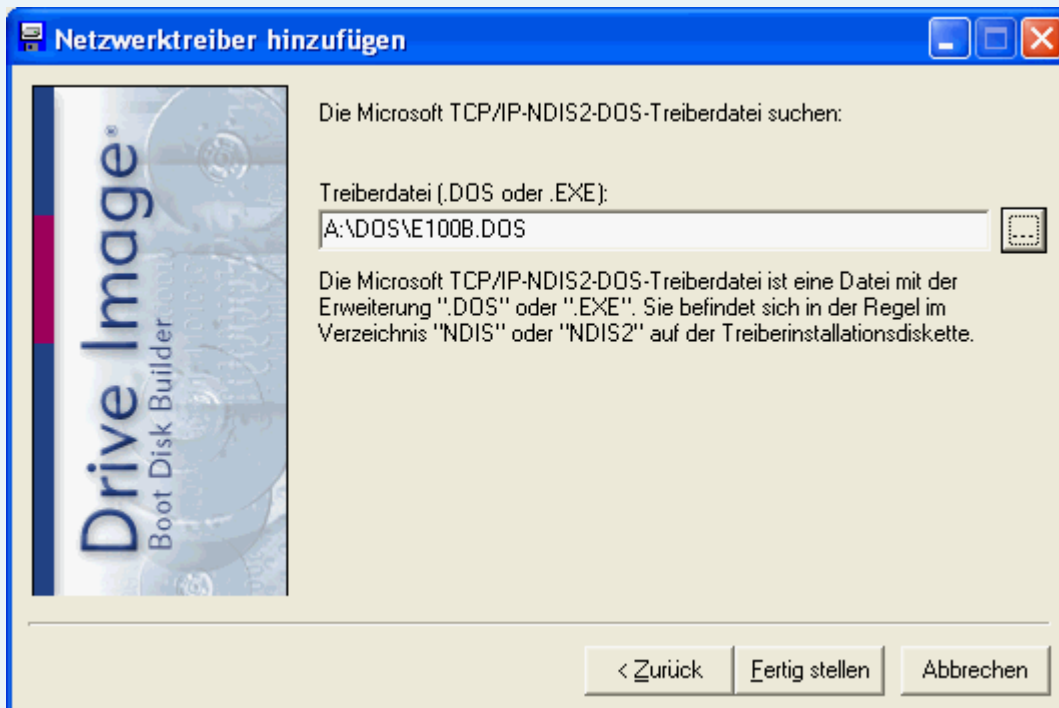 Netzwerktreiber hinzufügen
Drive Image®
Boot Disk Builder
Die Microsoft TCP/IP-NDIS2-DOS-Treiberdatei suchen:
Treiberdatei (.DOS oder .EXE):
A:\DOS\E100B.DOS
...
Die Microsoft TCP/IP-NDIS2-DOS-Treiberdatei ist eine Datei mit der
Erweiterung ".DOS" oder ".EXE". Sie befindet sich in der Regel im
Verzeichnis "NDIS" oder "NDIS2" auf der Treiberinstallationsdiskette.
< Zurück
Fertig stellen
Abbrechen